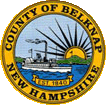 COUNTY OF BELKNAP
EST. 1840
NEW HAMPSHIRE